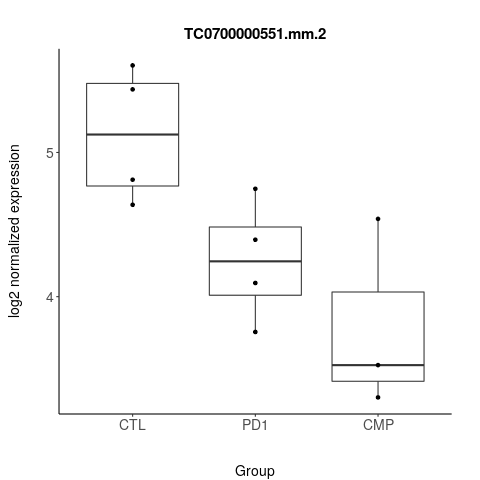 TC0700000551.mm.2
log2 normalized expression
5
4
CTL PD1 CMP
Group